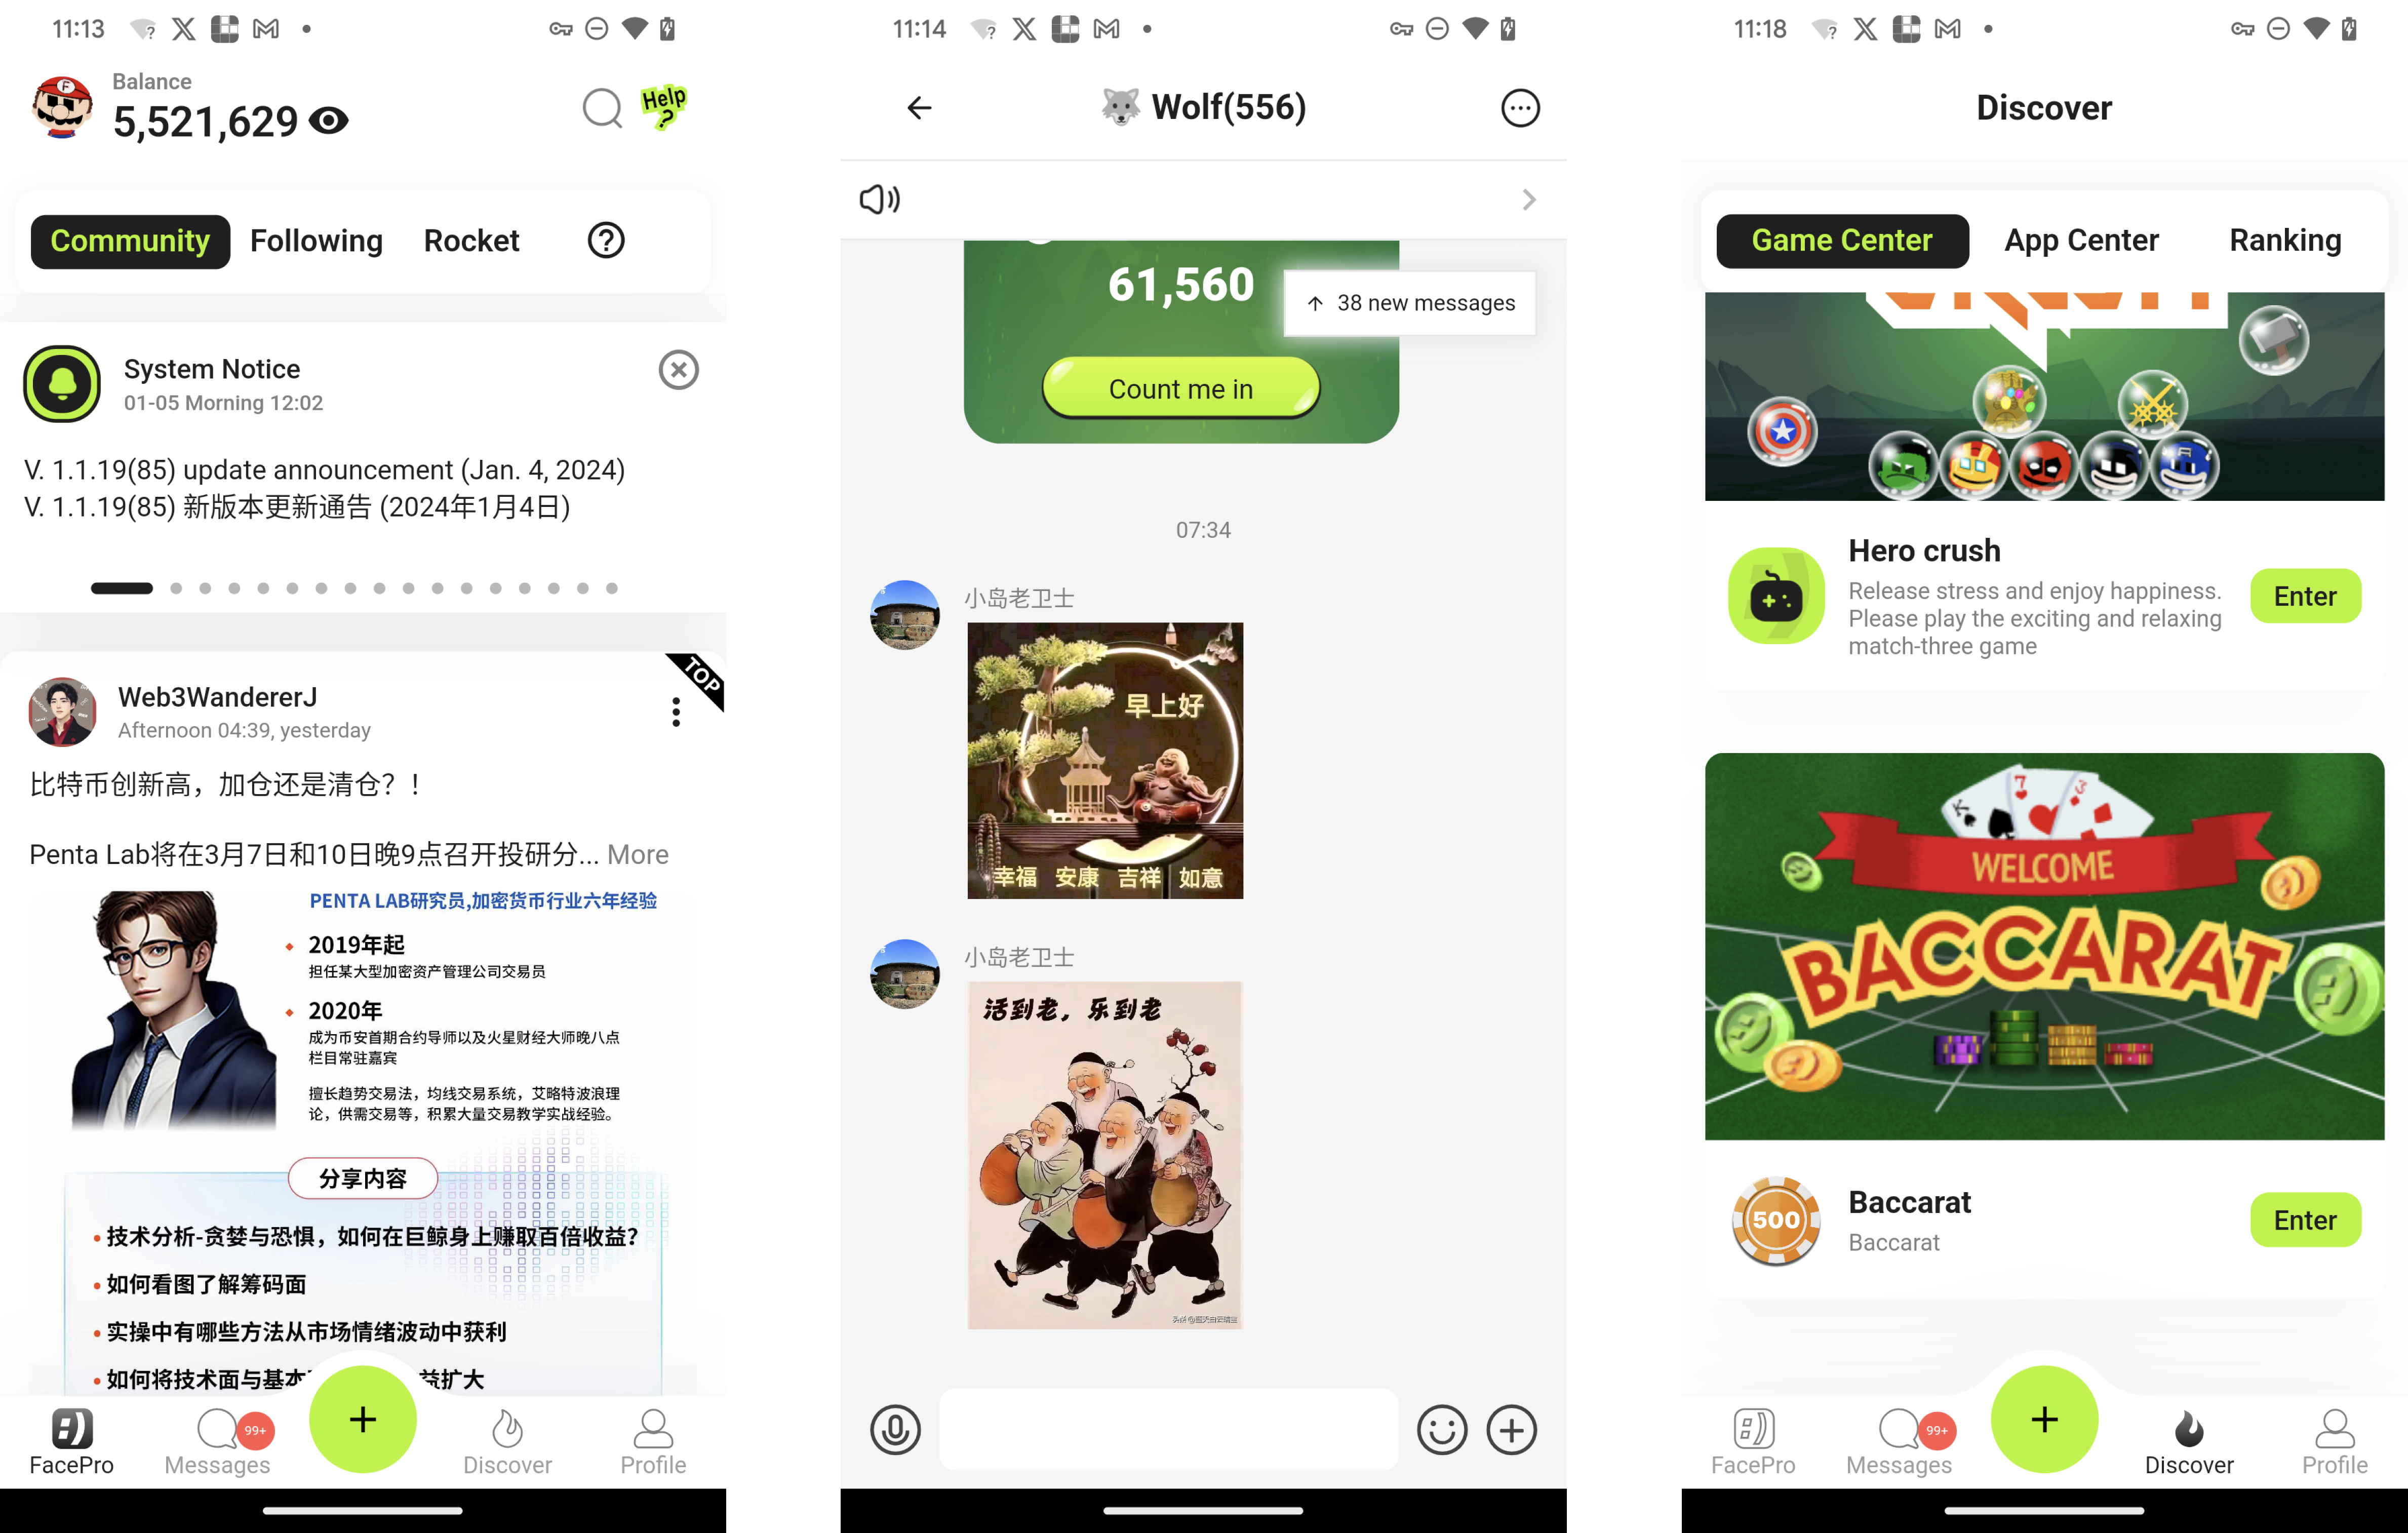 11:13
Balance
5,521,629
Help
?
Community Following Rocket
System Notice
01-05 Morning 12:02
V. 1.1.19(85) update announcement (Jan. 4, 2024)
V. 1.1.19(85) 新版本更新通告 (2024年1月4日)
TOP
Web3WandererJ
Afternoon 04:39, yesterday
比特币创新高，加仓还是清仓？！
Penta Lab将在3月7日和10日晚9点召开投研分... More
PENTA LAB研究员,加密货币行业六年经验
2019年起
担任某大型加密资产管理公司交易员
2020年
成为币安首期合约导师以及火星财经大师晚八点
栏目常驻嘉宾
擅长趋势交易法，均线交易系统，艾略特波浪理
论，供需交易等，积累大量交易教学实战经验。
分享内容
技术分析-贪婪与恐惧，如何在巨鲸身上赚取百倍收益？
如何看图了解筹码面
实操中有哪些方法从市场情绪波动中获利
如何将技术面与基本 益扩大
99+
FacePro Messages Discover Profile
11:14
Wolf(556)
61,560
38 new messages
Count me in
07:34
小岛老卫士
早上好
幸福 安康 吉祥 如意
小岛老卫士
活到老，乐到老
11:18
Discover
Game Center App Center Ranking
Hero crush
Release stress and enjoy happiness.
Please play the exciting and relaxing
match-three game
Enter
K 7 3
WELCOME
BACCARAT
500
Baccarat
Baccarat
Enter
99+
FacePro Messages Discover Profile